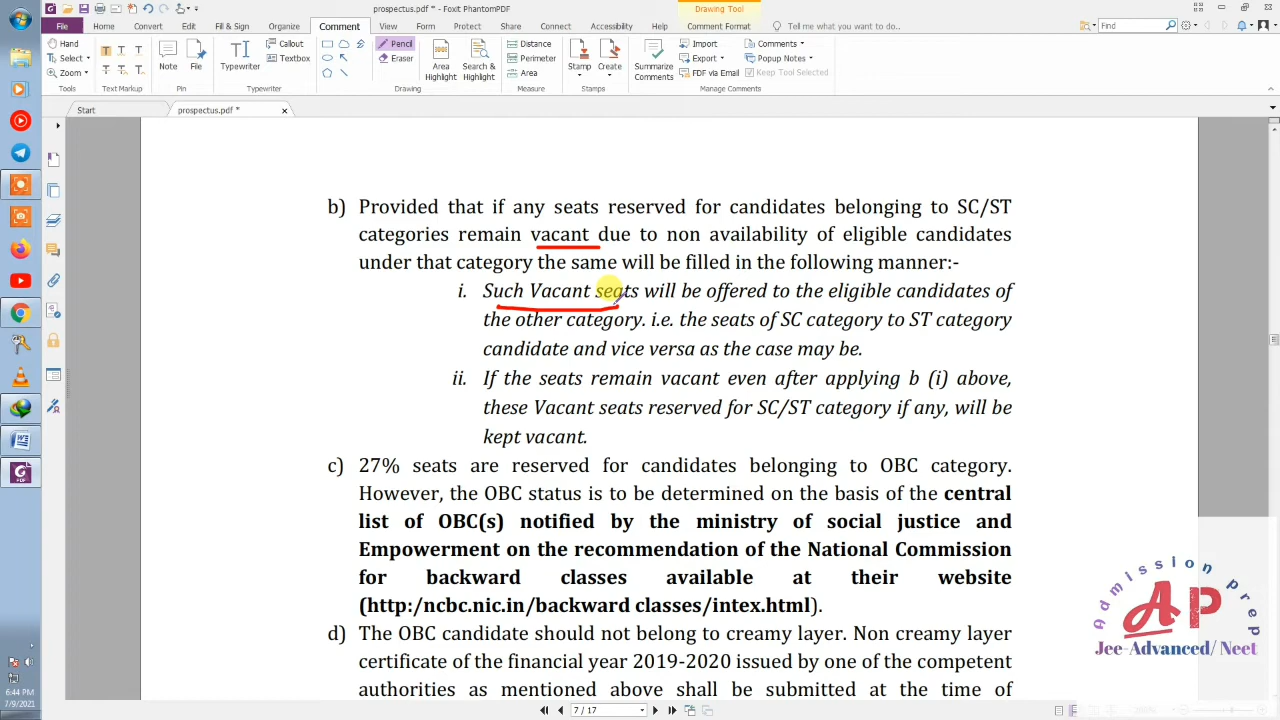 prospectus.pdf * - Foxit PhantomPDF
Drawing Tool
File Home Convert Edit Fill & Sign Organize Comment View Form Protect Share Connect Accessibility Help Comment Format Tell me what you want to do... Find
Hand
Select
Zoom
Tools
Text Markup
Note
File
Pin
Typewriter
Callout
Textbox
Typewriter
Pencil
Eraser
Area Highlight
Search & Highlight
Drawing
Distance
Perimeter
Area
Measure
Stamp
Create
Stamps
Summarize Comments
Import
Export
FDF via Email
Comments
Popup Notes
Keep Tool Selected
Manage Comments
Start
prospectus.pdf *
b) Provided that if any seats reserved for candidates belonging to SC/ST
categories remain vacant due to non availability of eligible candidates
under that category the same will be filled in the following manner:-
i. Such Vacant seats will be offered to the eligible candidates of
the other category. i.e. the seats of SC category to ST category
candidate and vice versa as the case may be.
ii. If the seats remain vacant even after applying b (i) above,
these Vacant seats reserved for SC/ST category if any, will be
kept vacant.
c) 27% seats are reserved for candidates belonging to OBC category.
However, the OBC status is to be determined on the basis of the central
list of OBC(s) notified by the ministry of social justice and
Empowerment on the recommendation of the National Commission
for backward classes available at their website
(http:/ncbc.nic.in/backward classes/intex.html).
d) The OBC candidate should not belong to creamy layer. Non creamy layer
certificate of the financial year 2019-2020 issued by one of the competent
authorities as mentioned above shall be submitted at the time of
Admission prep
AP
Jee-Advanced/ Neet
6:44 PM
7/9/2021
7 / 17